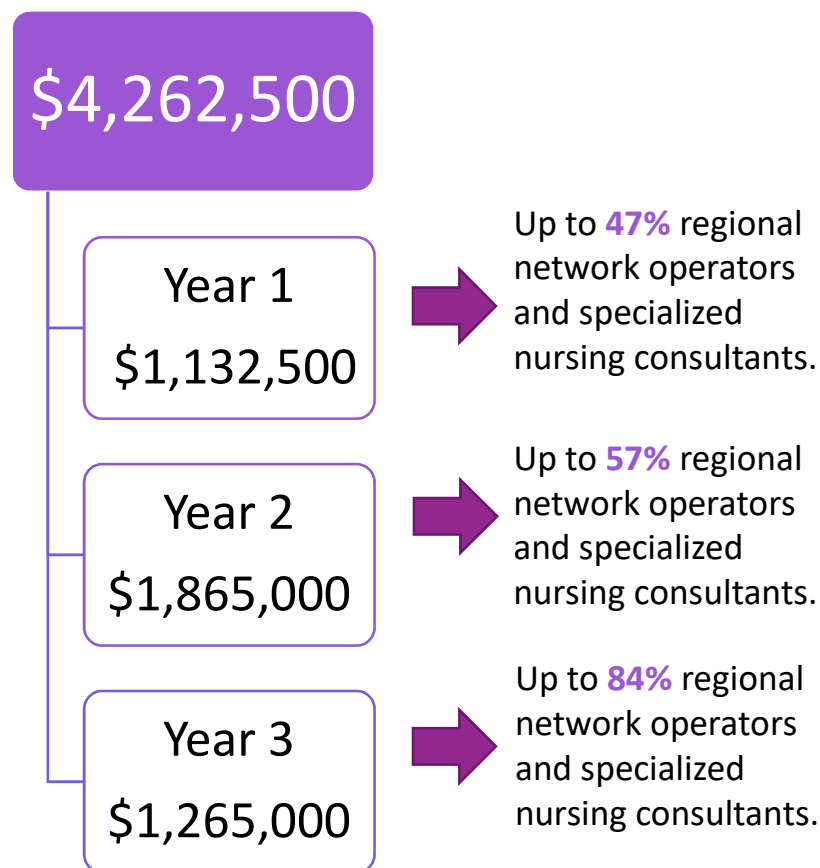 $4,262,500
Year 1
$1,132,500
Up to 47% regional
network operators
and specialized
nursing consultants.
Year 2
$1,865,000
Up to 57% regional
network operators
and specialized
nursing consultants.
Year 3
$1,265,000
Up to 84% regional
network operators
and specialized
nursing consultants.